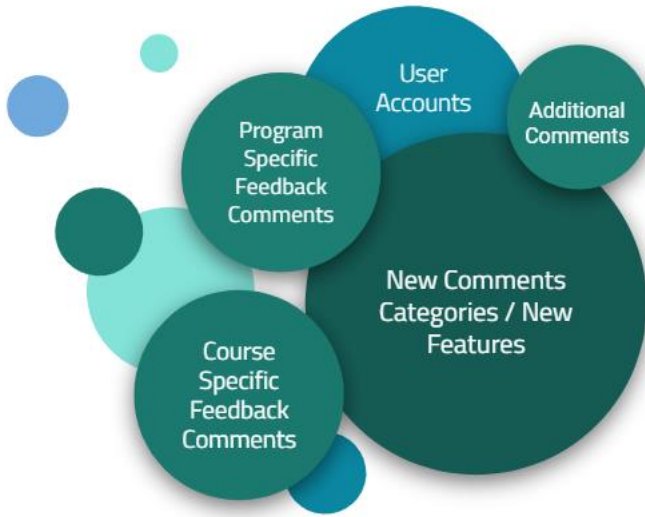 User
Accounts
Additional
Comments
Program
Specific
Feedback
Comments
New Comments
Categories / New
Features
Course
Specific
Feedback
Comments